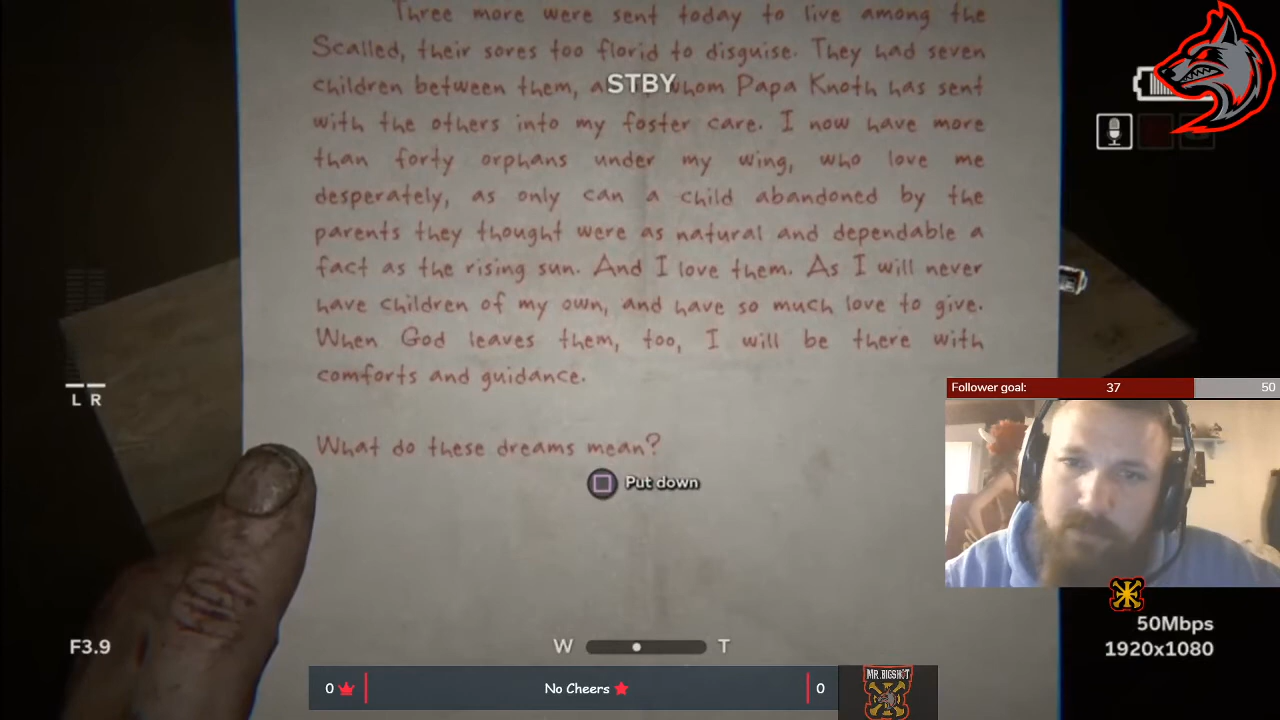 Three more were sent today to live among the
Scalled, their sores too florid to disguise. They had seven
children between them, a STBY whom Papa Knoth has sent
with the others into my foster care. I now have more
than forty orphans under my wing, who love me
desperately, as only can a child abandoned by the
parents they thought were as natural and dependable a
fact as the rising sun. And I love them. As I will never
have children of my own, and have so much love to give.
When God leaves them, too, I will be there with
comforts and guidance.
Follower goal: 37 50
L R
What do these dreams mean?
Put down
50Mbps
F3.9
W T
1920x1080
0 No Cheers 0
MR.BIGSHOT